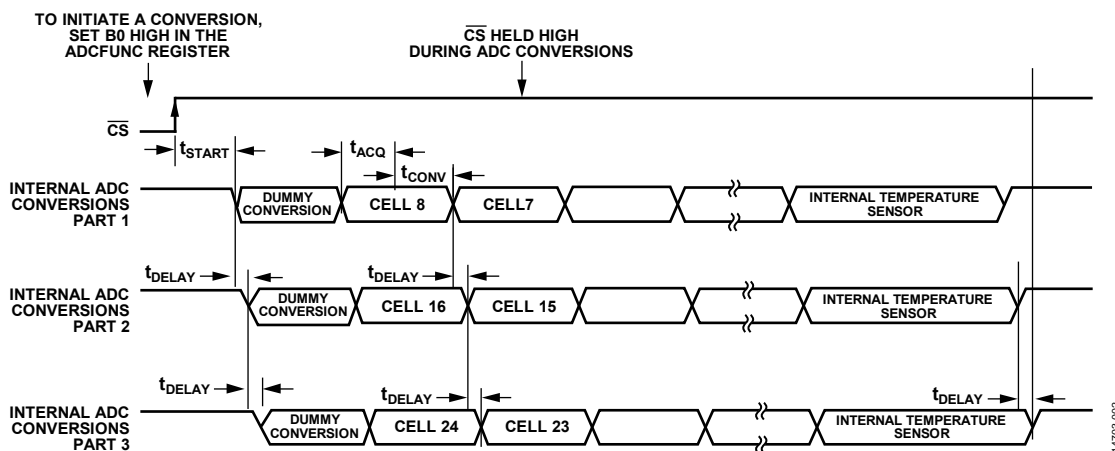 TO INITIATE A CONVERSION,
SET B0 HIGH IN THE
ADCFUNC REGISTER
CS HELD HIGH
DURING ADC CONVERSIONS
CS
tSTART
tACQ
tCONV
INTERNAL ADC
CONVERSIONS
PART 1
DUMMY
CONVERSION
CELL 8
CELL7
INTERNAL TEMPERATURE
SENSOR
tDELAY
tDELAY
INTERNAL ADC
CONVERSIONS
PART 2
DUMMY
CONVERSION
CELL 16
CELL 15
INTERNAL TEMPERATURE
SENSOR
tDELAY
tDELAY
tDELAY
INTERNAL ADC
CONVERSIONS
PART 3
DUMMY
CONVERSION
CELL 24
CELL 23
INTERNAL TEMPERATURE
SENSOR